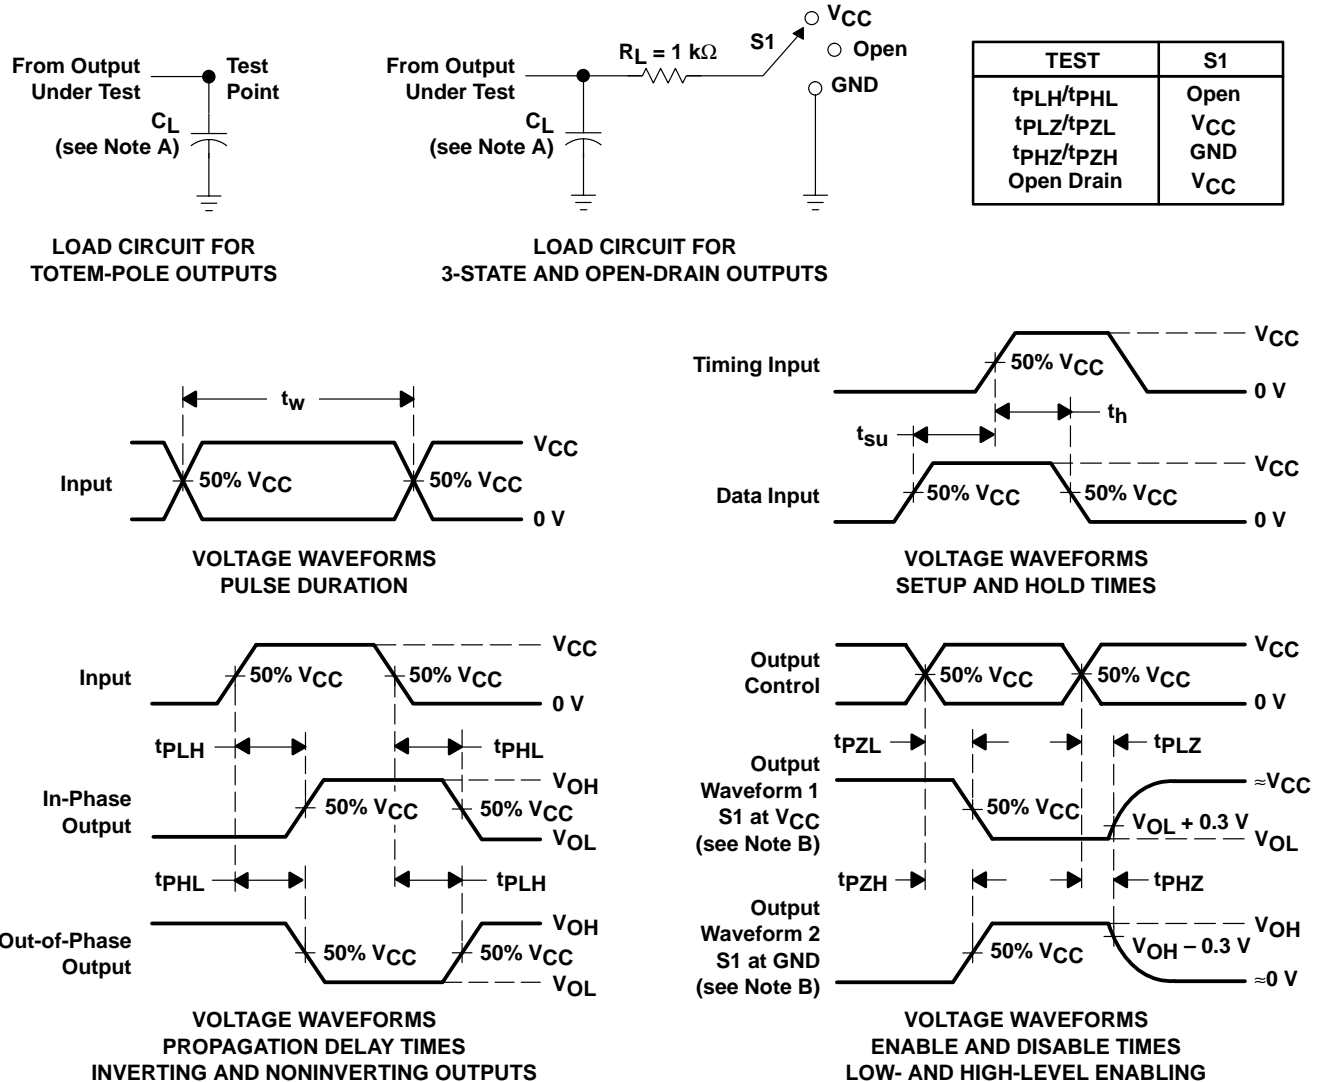 From Output
Under Test
Test
Point
CL
(see Note A)
LOAD CIRCUIT FOR
TOTEM-POLE OUTPUTS
From Output
Under Test
RL = 1 kΩ
S1
VCC
Open
GND
CL
(see Note A)
LOAD CIRCUIT FOR
3-STATE AND OPEN-DRAIN OUTPUTS
TEST S1
tPLH/tPHL Open
tPLZ/tPZL VCC
tPHZ/tPZH GND
Open Drain VCC
tw
Input
50% VCC
50% VCC
VCC
0 V
VOLTAGE WAVEFORMS
PULSE DURATION
Timing Input
50% VCC
VCC
0 V
tsu
th
Data Input
50% VCC
50% VCC
VCC
0 V
VOLTAGE WAVEFORMS
SETUP AND HOLD TIMES
Input
50% VCC
50% VCC
VCC
0 V
tPLH
tPHL
In-Phase
Output
50% VCC
50% VCC
VOH
VOL
tPHL
tPLH
Out-of-Phase
Output
50% VCC
50% VCC
VOH
VOL
VOLTAGE WAVEFORMS
PROPAGATION DELAY TIMES
INVERTING AND NONINVERTING OUTPUTS
Output
Control
50% VCC
50% VCC
VCC
0 V
tPZL
tPLZ
Output
Waveform 1
S1 at VCC
(see Note B)
50% VCC
VOL + 0.3 V
≈VCC
VOL
tPZH
tPHZ
Output
Waveform 2
S1 at GND
(see Note B)
50% VCC
VOH − 0.3 V
VOH
≈0 V
VOLTAGE WAVEFORMS
ENABLE AND DISABLE TIMES
LOW- AND HIGH-LEVEL ENABLING